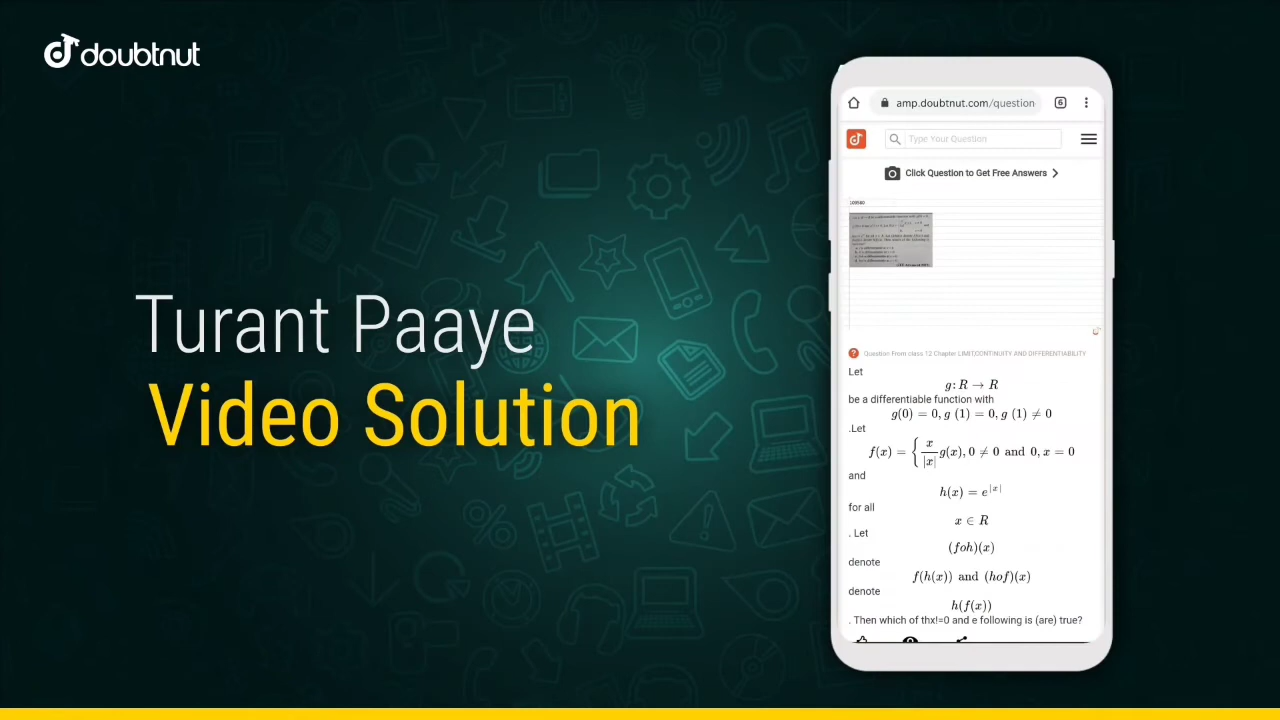 doubtnut
Turant Paaye
Video Solution
amp.doubtnut.com/question
6
Type Your Question
Click Question to Get Free Answers
Question From class 12 Chapter LIMIT,CONTINUITY AND DIFFERENTIABILITY
Let
g: R → R
be a differentiable function with
g(0) = 0, g (1) = 0, g (1) ≠ 0
.Let
f(x) = { x/|x| g(x), 0 ≠ 0 and 0, x = 0
and
h(x) = e^|x|
for all
x ∈ R
. Let
(foh)(x)
denote
f(h(x)) and (hof)(x)
denote
h(f(x))
. Then which of thx!=0 and e following is (are) true?